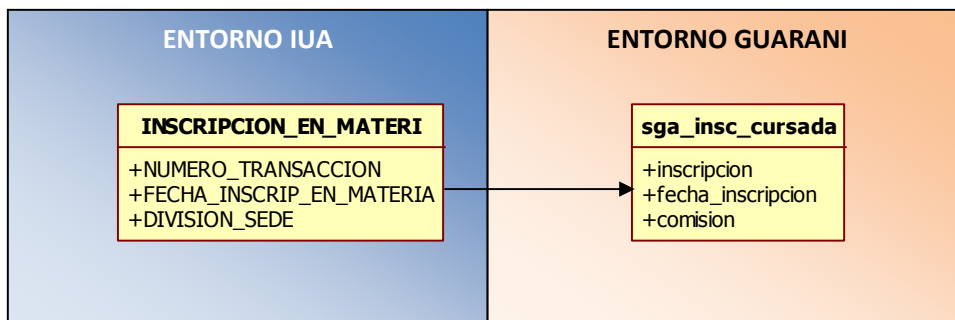 ENTORNO IUA
INSCRIPCION_EN_MATERI
+NUMERO_TRANSACCION
+FECHA_INSCRIP_EN_MATERIA
+DIVISION_SEDE
ENTORNO GUARANI
sga_insc_cursada
+inscripcion
+fecha_inscripcion
+comision